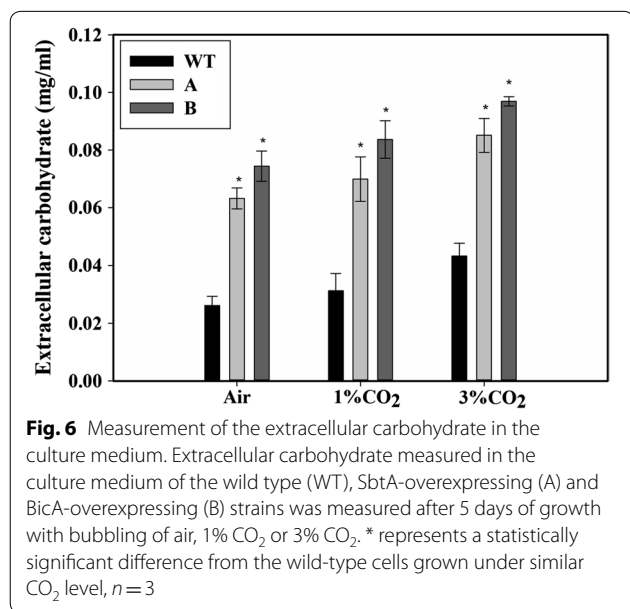 0.12
0.10
0.08
0.06
0.04
0.02
0.00
Extracellular carbohydrate (mg/ml)
WT
A
B
* * * * * *
Air 1%CO₂ 3%CO₂
Fig. 6 Measurement of the extracellular carbohydrate in the
culture medium. Extracellular carbohydrate measured in the
culture medium of the wild type (WT), SbtA-overexpressing (A) and
BicA-overexpressing (B) strains was measured after 5 days of growth
with bubbling of air, 1% CO₂ or 3% CO₂. * represents a statistically
significant difference from the wild-type cells grown under similar
CO₂ level, n = 3